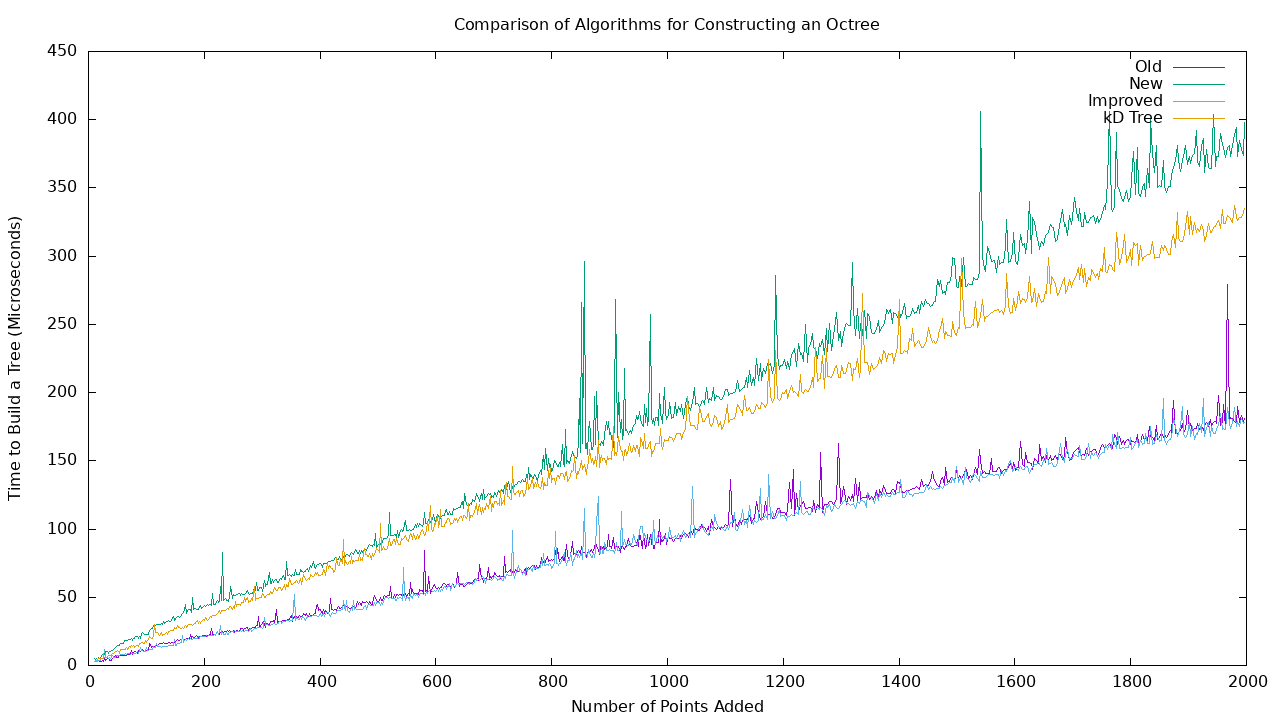 Comparison of Algorithms for Constructing an Octree
450
400
350
300
250
200
150
100
50
0
Time to Build a Tree (Microseconds)
Old
New
Improved
kD Tree
0 200 400 600 800 1000 1200 1400 1600 1800 2000
Number of Points Added